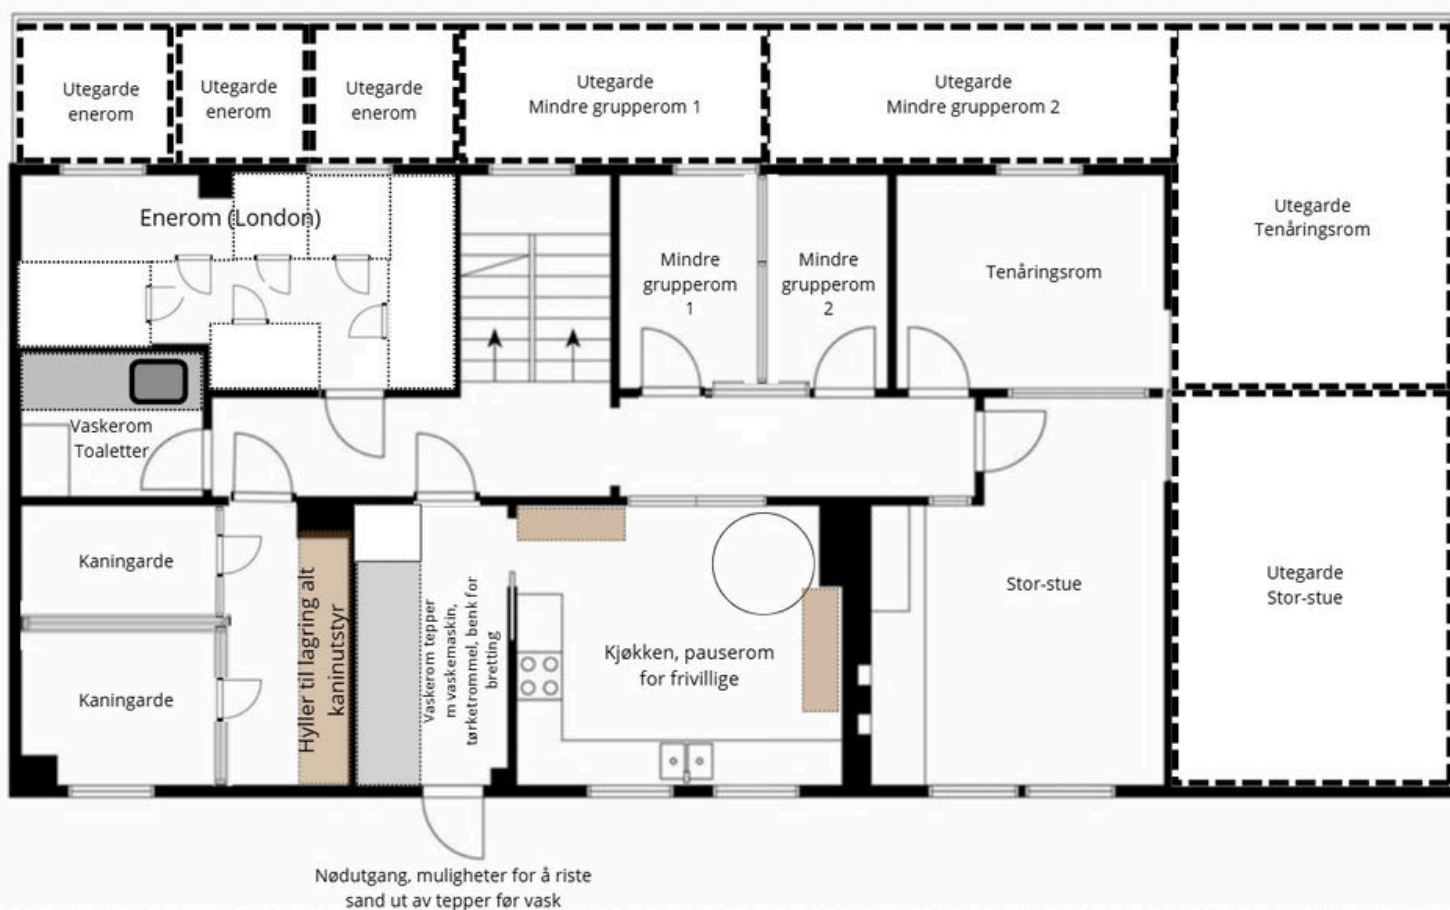 Utegarde
enerom
Utegarde
enerom
Utegarde
enerom
Utegarde
Mindre grupperom 1
Utegarde
Mindre grupperom 2
Utegarde
Tenåringsrom
Enerom (London)
Mindre
grupperom
1
Mindre
grupperom
2
Tenåringsrom
Vaskerom
Toaletter
Kaningarde
Kaningarde
Hyller til lagring alt
kaninutstyr
Vaskerom tepper
m vaskemaskin,
tørketrommel, benk for
bretting
Kjøkken, pauserom
for frivillige
Stor-stue
Utegarde
Stor-stue
Nødutgang, muligheter for å riste
sand ut av tepper før vask